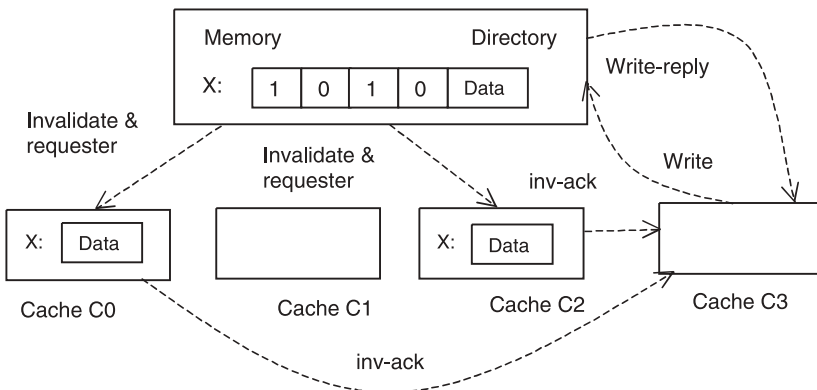 Memory Directory
Write-reply
X: 1 0 1 0 Data
Invalidate &
requester
Invalidate &
requester
Write
inv-ack
X: Data
X: Data
Cache C0
Cache C1
Cache C2
Cache C3
inv-ack